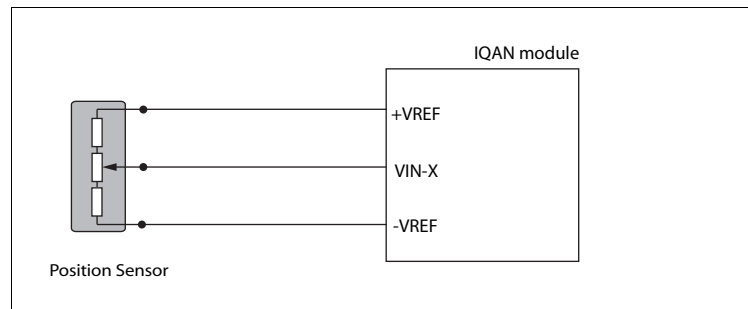 IQAN module
+VREF
VIN-X
-VREF
Position Sensor